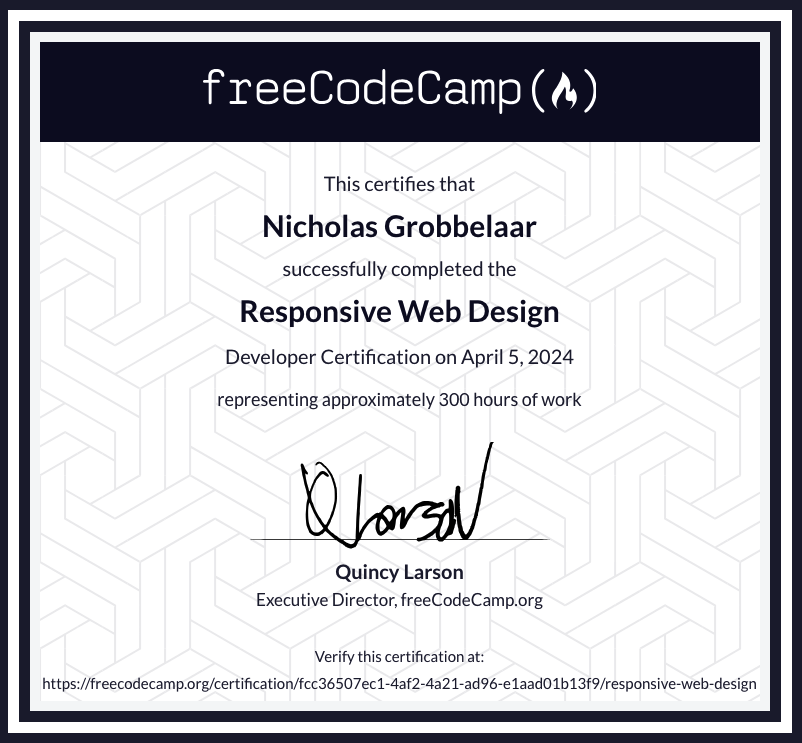 freeCodeCamp(🔥)
This certifies that
Nicholas Grobbelaar
successfully completed the
Responsive Web Design
Developer Certification on April 5, 2024
representing approximately 300 hours of work
Q Larson
Quincy Larson
Executive Director, freeCodeCamp.org
Verify this certification at:
https://freecodecamp.org/certification/fcc36507ec1-4af2-4a21-ad96-e1aad01b13f9/responsive-web-design